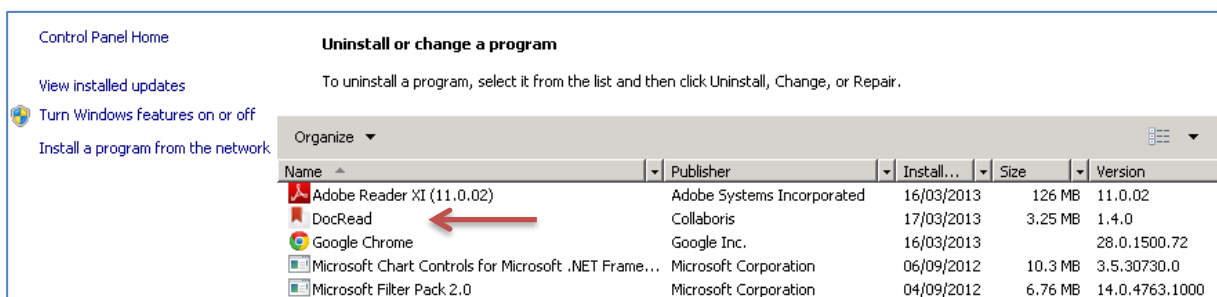 Control Panel Home
View installed updates
Turn Windows features on or off
Install a program from the network
Uninstall or change a program
To uninstall a program, select it from the list and then click Uninstall, Change, or Repair.
Organize
Name Publisher Install... Size Version
Adobe Reader XI (11.0.02) Adobe Systems Incorporated 16/03/2013 126 MB 11.0.02
DocRead Collaboris 17/03/2013 3.25 MB 1.4.0
Google Chrome Google Inc. 16/03/2013 28.0.1500.72
Microsoft Chart Controls for Microsoft .NET Frame... Microsoft Corporation 06/09/2012 10.3 MB 3.5.30730.0
Microsoft Filter Pack 2.0 Microsoft Corporation 04/09/2012 6.76 MB 14.0.4763.1000